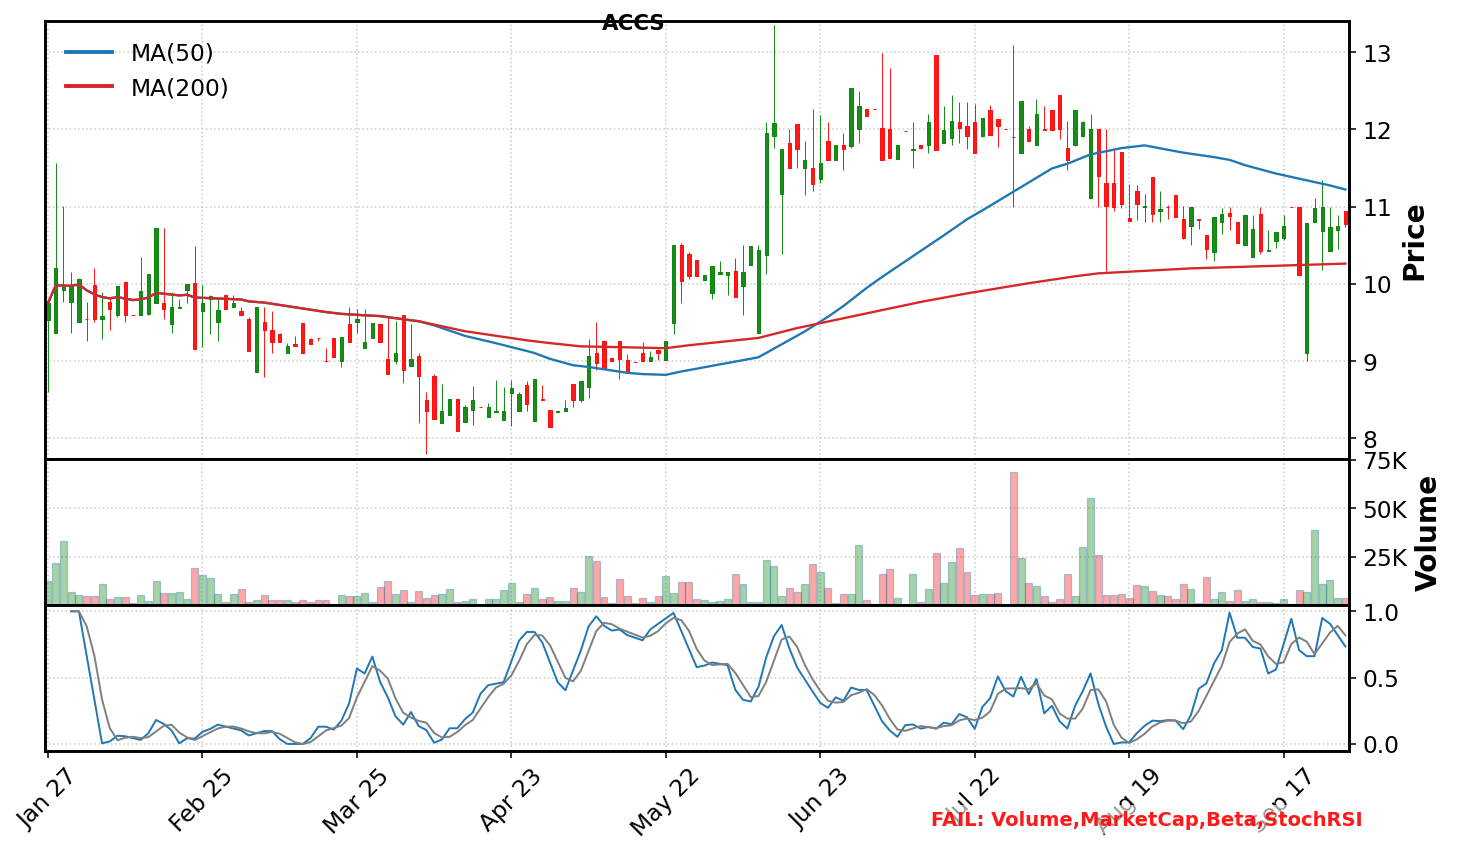 ACCS
MA(50)
MA(200)
13
12
11
10
9
8
Price
75K
50K
25K
Volume
1.0
0.5
0.0
Jan 27
Feb 25
Mar 25
Apr 23
May 22
Jun 23
Jul 22
Aug 19
Sep 17
FAIL: Volume,MarketCap,Beta,StochRSI